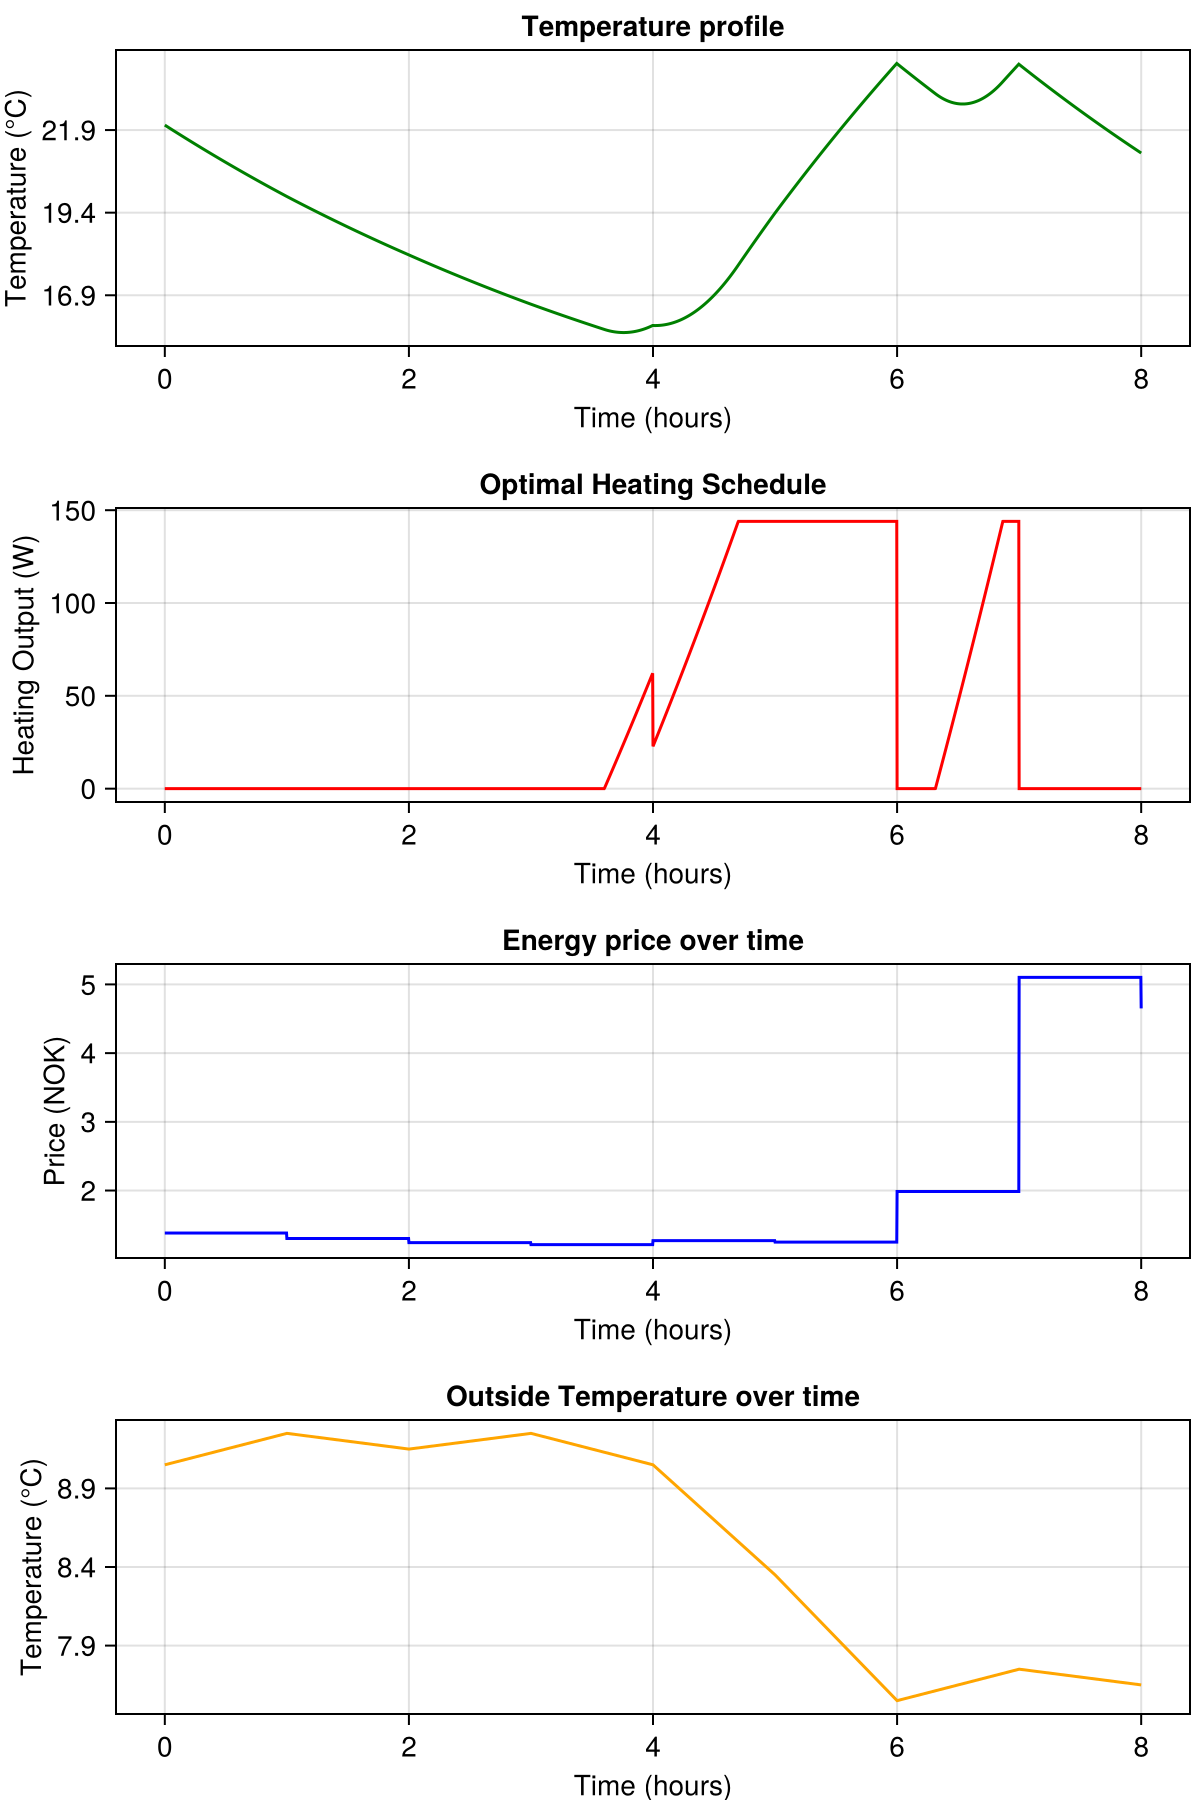 Temperature profile
Temperature (°C)
21.9
19.4
16.9
0 2 4 6 8
Time (hours)
Optimal Heating Schedule
Heating Output (W)
150
100
50
0
0 2 4 6 8
Time (hours)
Energy price over time
Price (NOK)
5
4
3
2
0 2 4 6 8
Time (hours)
Outside Temperature over time
Temperature (°C)
8.9
8.4
7.9
0 2 4 6 8
Time (hours)